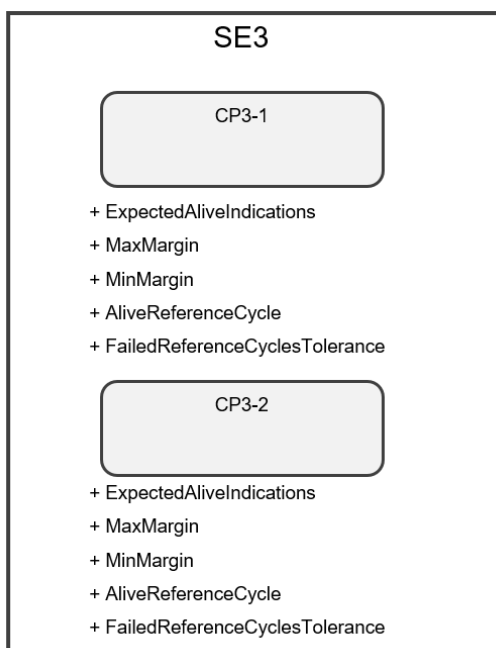 SE3
CP3-1
+ ExpectedAliveIndications
+ MaxMargin
+ MinMargin
+ AliveReferenceCycle
+ FailedReferenceCyclesTolerance
CP3-2
+ ExpectedAliveIndications
+ MaxMargin
+ MinMargin
+ AliveReferenceCycle
+ FailedReferenceCyclesTolerance